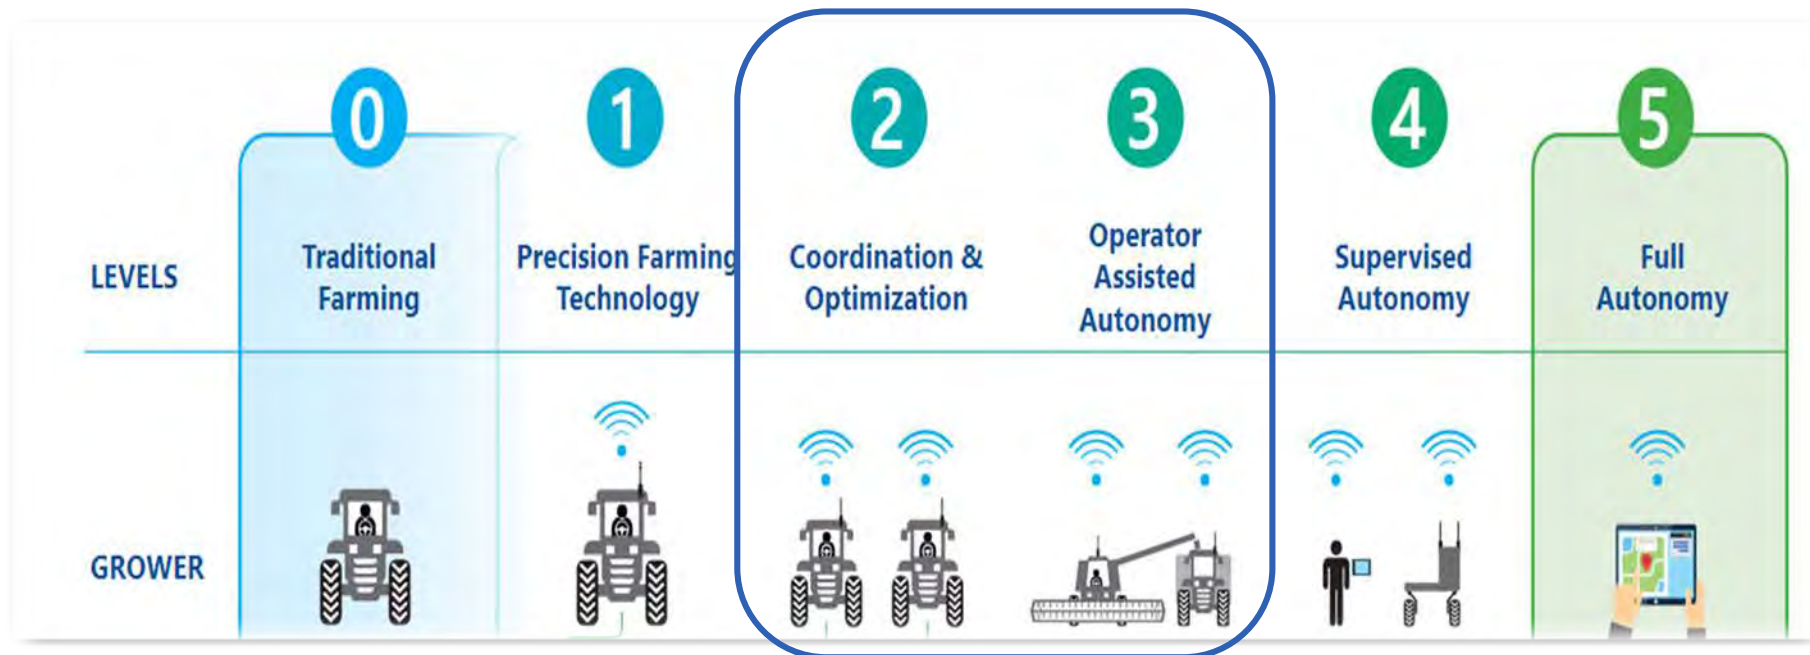 0
1
2
3
4
5
LEVELS
Traditional
Farming
Precision Farming
Technology
Coordination &
Optimization
Operator
Assisted
Autonomy
Supervised
Autonomy
Full
Autonomy
GROWER